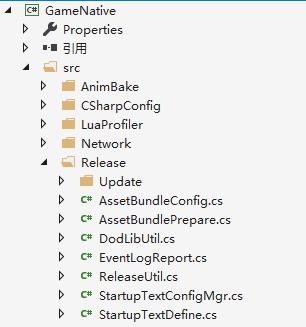 GameNative
Properties
引用
src
AnimBake
CSharpConfig
LuaProfiler
Network
Release
Update
C# AssetBundleConfig.cs
C# AssetBundlePrepare.cs
C# DodLibUtil.cs
C# EventLogReport.cs
C# ReleaseUtil.cs
C# StartupTextConfigMgr.cs
C# StartupTextDefine.cs